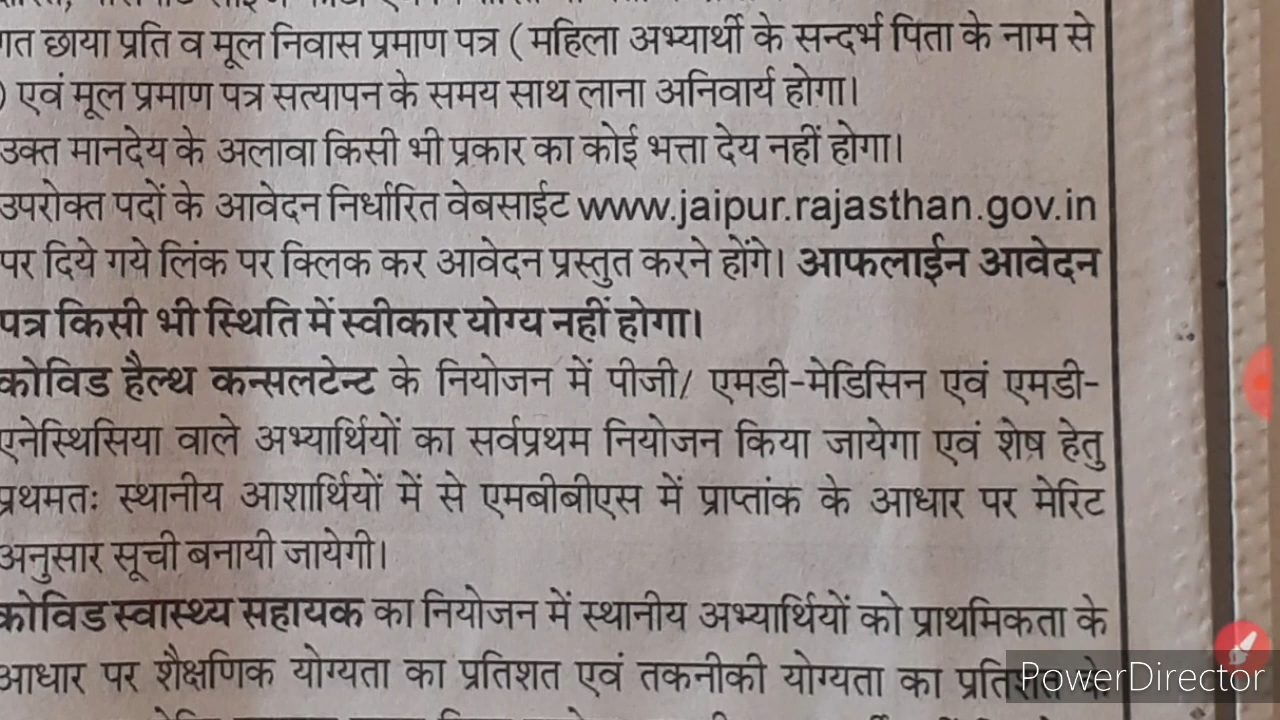 गत छाया प्रति व मूल निवास प्रमाण पत्र ( महिला अभ्यार्थी के सन्दर्भ पिता के नाम से
) एवं मूल प्रमाण पत्र सत्यापन के समय साथ लाना अनिवार्य होगा।
उक्त मानदेय के अलावा किसी भी प्रकार का कोई भत्ता देय नहीं होगा।
उपरोक्त पदों के आवेदन निर्धारित वेबसाईट www.jaipur.rajasthan.gov.in
पर दिये गये लिंक पर क्लिक कर आवेदन प्रस्तुत करने होंगे। आफलाईन आवेदन
पत्र किसी भी स्थिति में स्वीकार योग्य नहीं होगा।
कोविड हैल्थ कन्सलटेन्ट के नियोजन में पीजी/ एमडी-मेडिसिन एवं एमडी-
एनेस्थिसिया वाले अभ्यार्थियों का सर्वप्रथम नियोजन किया जायेगा एवं शेष हेतु
प्रथमतः स्थानीय आशार्थियों में से एमबीबीएस में प्राप्तांक के आधार पर मेरिट
अनुसार सूची बनायी जायेगी।
कोविड स्वास्थ्य सहायक का नियोजन में स्थानीय अभ्यार्थियों को प्राथमिकता के
आधार पर शैक्षणिक योग्यता का प्रतिशत एवं तकनीकी योग्यता का प्रतिशत के
PowerDirector